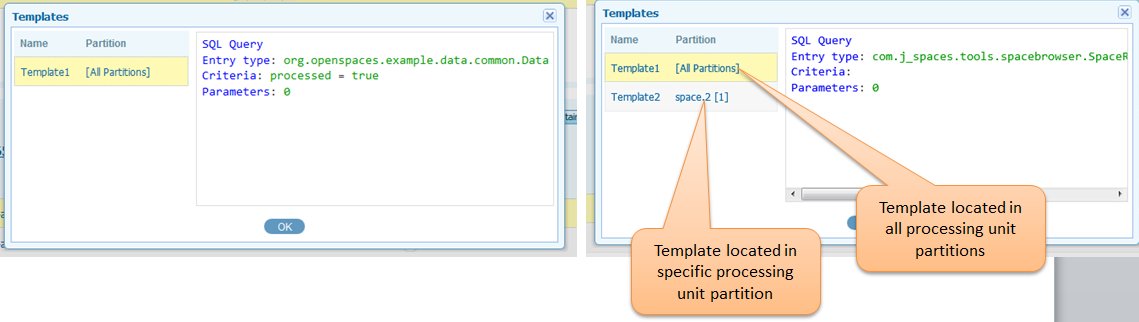 Templates
Name Partition
Template1 [All Partitions]
SQL Query
Entry type: org.openspaces.example.data.common.Data
Criteria: processed = true
Parameters: 0
OK
Templates
Name Partition
Template1 [All Partitions]
Template2 space.2 [1]
SQL Query
Entry type: com.j_spaces.tools.spacebrowser.SpaceR
Criteria:
Parameters: 0
Template located in
all processing unit
partitions
Template located in
specific processing
unit partition